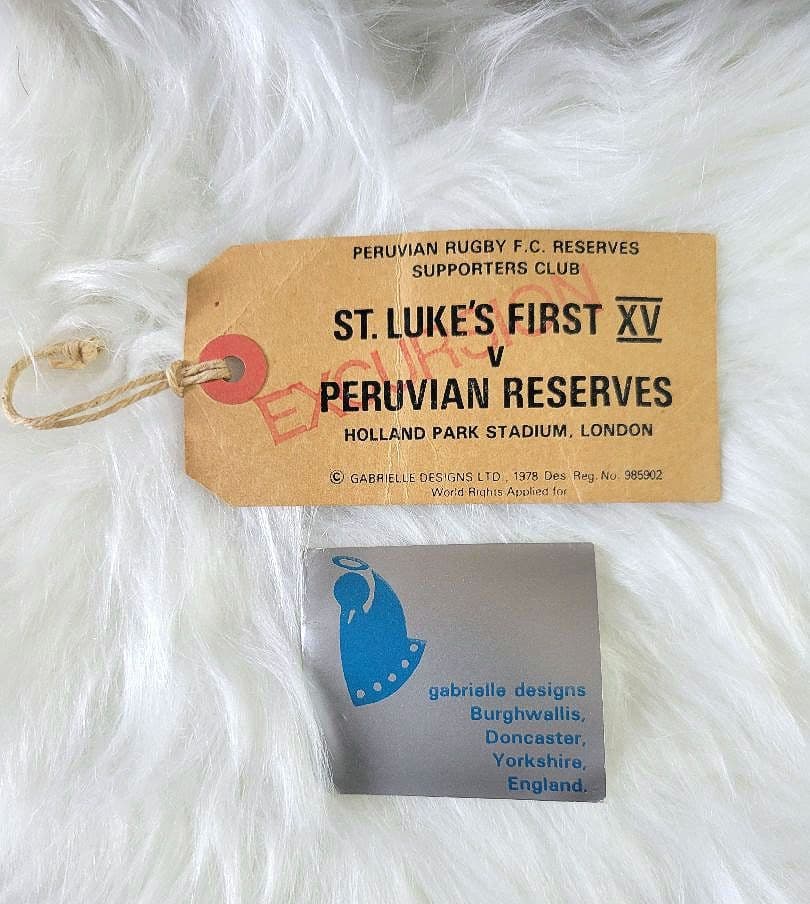 PERUVIAN RUGBY F.C. RESERVES
SUPPORTERS CLUB
EXCURSION
ST. LUKE'S FIRST XV
V
PERUVIAN RESERVES
HOLLAND PARK STADIUM, LONDON
© GABRIELLE DESIGNS LTD., 1978 Des. Reg. No. 985902
World Rights Applied for
gabrielle designs
Burghwallis,
Doncaster,
Yorkshire,
England.